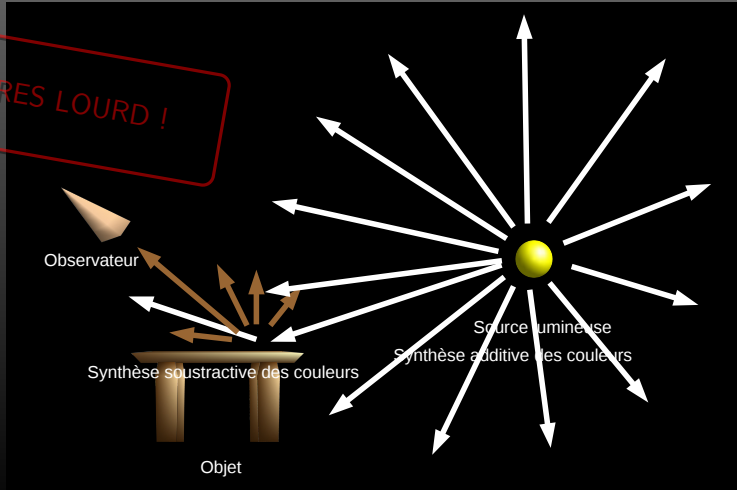 RES LOURD !
Observateur
Source lumineuse
Synthèse additive des couleurs
Synthèse soustractive des couleurs
Objet